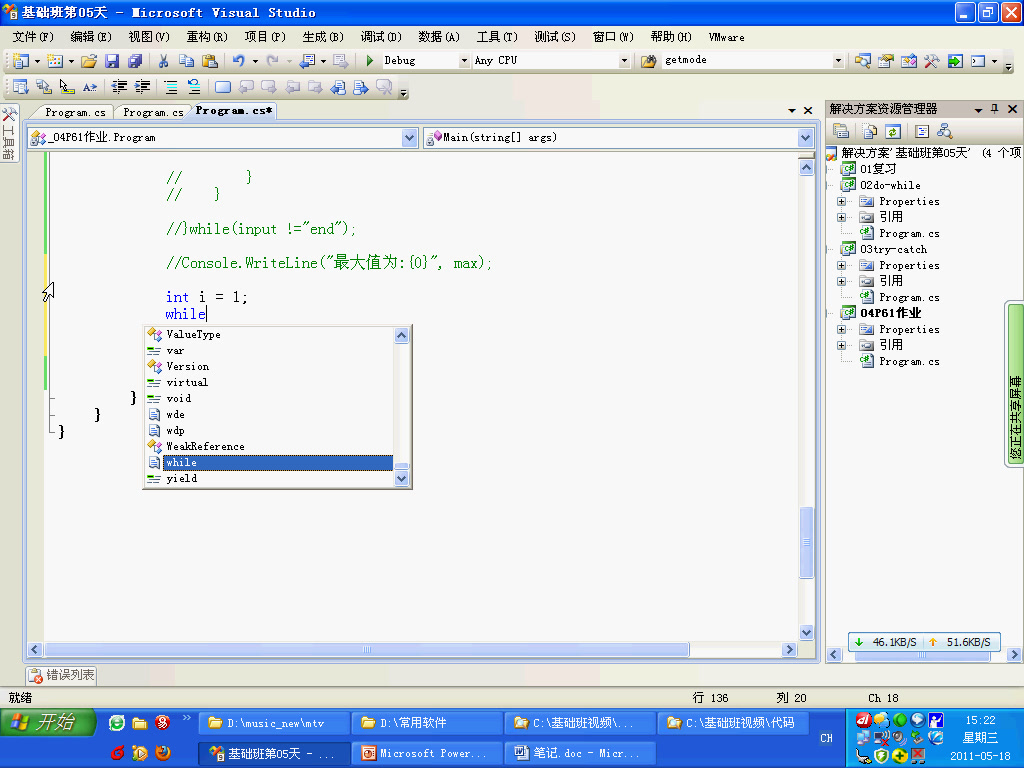 基础班第05天 - Microsoft Visual Studio
文件(F) 编辑(E) 视图(V) 重构(R) 项目(P) 生成(B) 调试(D) 数据(A) 工具(T) 测试(S) 窗口(W) 帮助(H) VMware
Debug Any CPU getmode
Program.cs Program.cs Program.cs*
_04P61作业.Program Main(string[] args)
// }
// }
//}while(input !="end");
//Console.WriteLine("最大值为:{0}", max);
int i = 1;
while
ValueType
var
Version
virtual
void
wde
wdp
WeakReference
while
yield
}
}
}
工具箱
解决方案资源管理器
解决方案'基础班第05天' (4 个项
01复习
02do-while
Properties
引用
Program.cs
03try-catch
Properties
引用
Program.cs
04P61作业
Properties
引用
Program.cs
您正在共享屏幕
46.1KB/S 51.6KB/S
错误列表
就绪 行 136 列 20 Ch 18
开始
D:\music_new\mtv D:\常用软件 C:\基础班视频\... C:\基础班视频\代码
基础班第05天 - ... Microsoft Power... 笔记.doc - Micr...
CH
15:22
星期三
2011-05-18